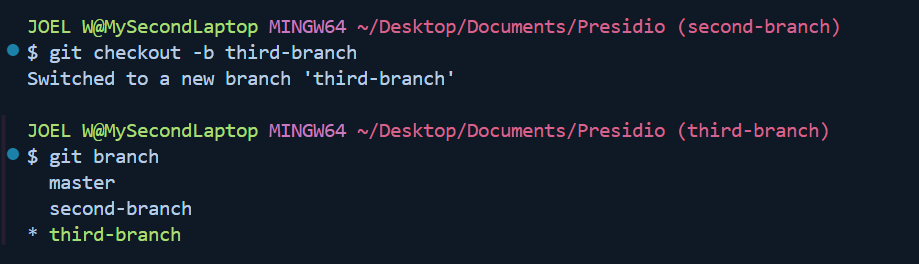 JOEL W@MySecondLaptop MINGW64 ~/Desktop/Documents/Presidio (second-branch)
$ git checkout -b third-branch
Switched to a new branch 'third-branch'
JOEL W@MySecondLaptop MINGW64 ~/Desktop/Documents/Presidio (third-branch)
$ git branch
  master
  second-branch
* third-branch